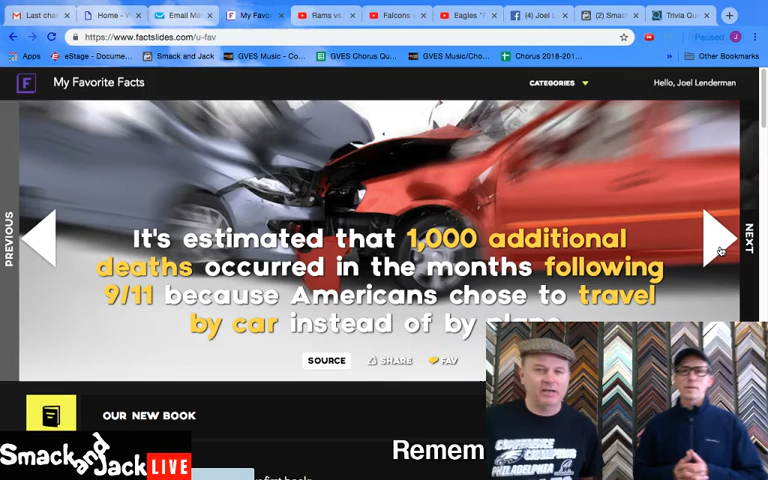 Last cha
Home - V
Email Ma
My Favor
Rams vs.
Falcons v
Eagles "F
(4) Joel L
(2) Smac
Trivia Qu
https://www.factslides.com/u-fav
Paused
J
Apps
eStage - Docume...
Smack and Jack
GVES Music - Co...
GVES Chorus Qu...
GVES Music/Cho...
Chorus 2018-201...
»
Other Bookmarks
F
My Favorite Facts
CATEGORIES
Hello, Joel Lenderman
PREVIOUS
NEXT
It's estimated that 1,000 additional
deaths occurred in the months following
9/11 because Americans chose to travel
by car instead of by plane
SOURCE
SHARE
FAV
OUR NEW BOOK
Remem
first book:
CONFERENCE
CHAMPIONS
PHILADELPHIA
Smack and Jack LIVE